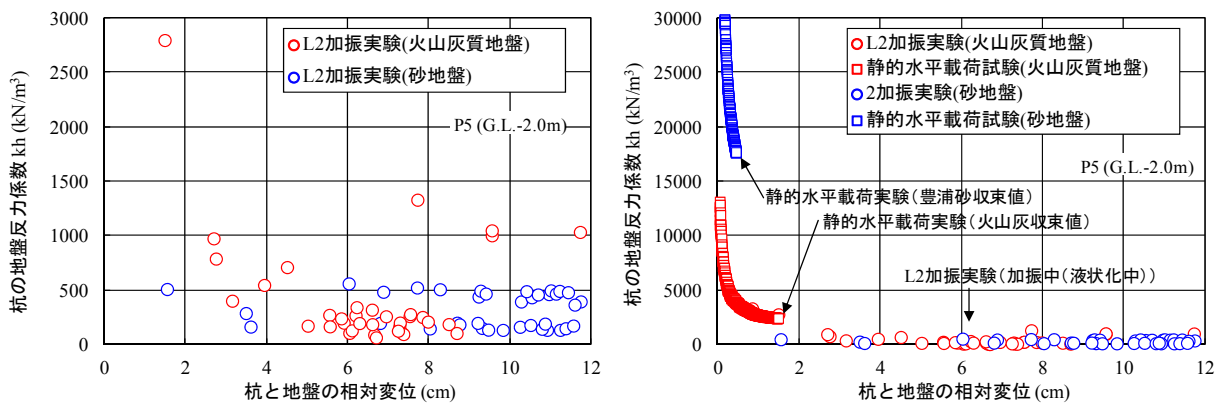 3000
2500
2000
1500
1000
500
0
0 2 4 6 8 10 12
杭の地盤反力係数 kh (kN/m³)
杭と地盤の相対変位 (cm)
L2加振実験(火山灰質地盤)
L2加振実験(砂地盤)
P5 (G.L.-2.0m)
30000
25000
20000
15000
10000
5000
0
0 2 4 6 8 10 12
杭の地盤反力係数 kh (kN/m³)
杭と地盤の相対変位 (cm)
L2加振実験(火山灰質地盤)
静的水平載荷試験(火山灰質地盤)
2加振実験(砂地盤)
静的水平載荷試験(砂地盤)
P5 (G.L.-2.0m)
静的水平載荷実験(豊浦砂収束値)
静的水平載荷実験(火山灰収束値)
L2加振実験(加振中(液状化中))